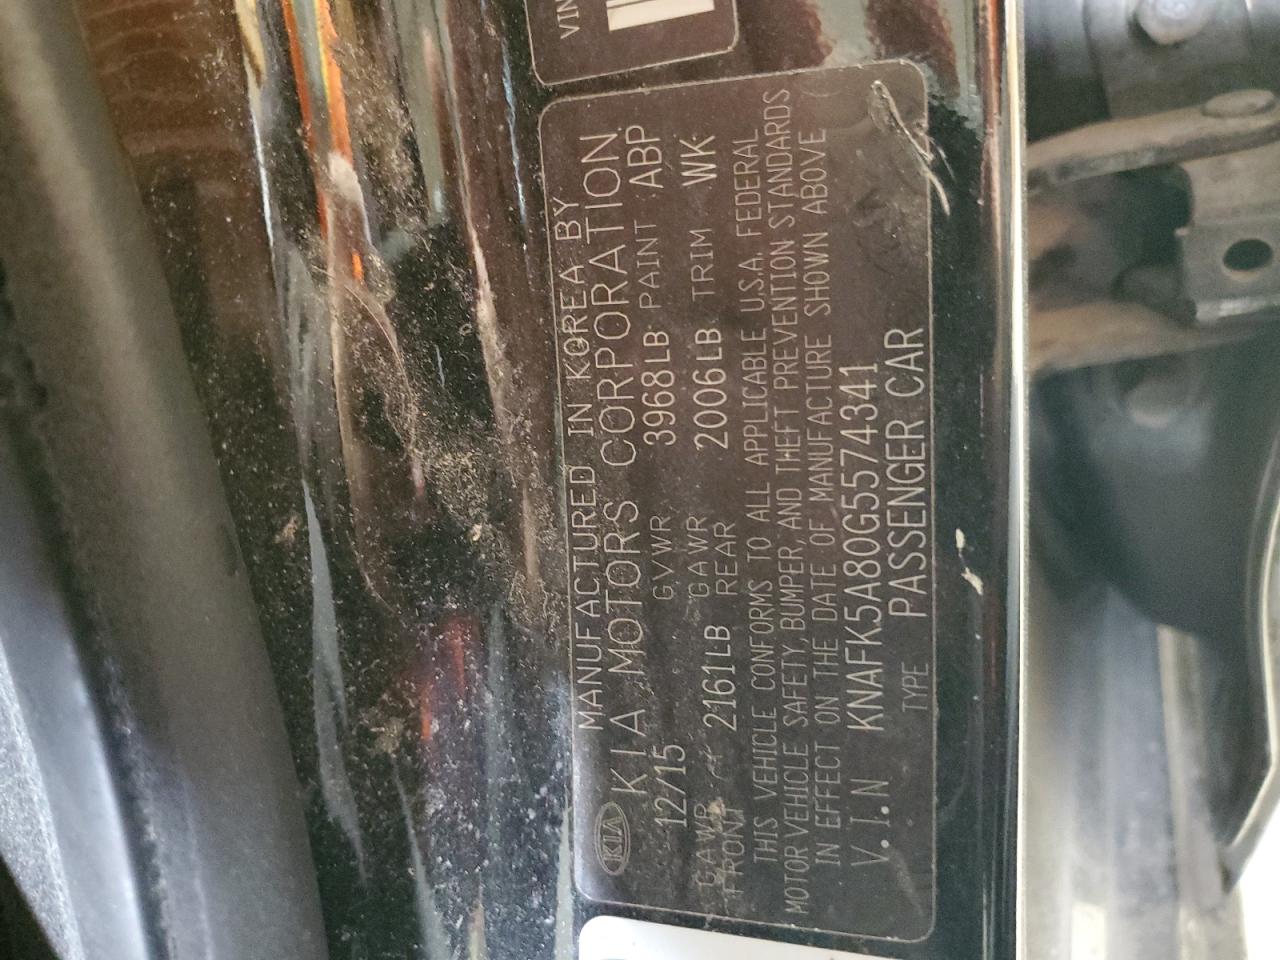 VIN
KIA
MANUFACTURED IN KOREA BY
KIA MOTORS CORPORATION
12/15 GVWR 3968LB PAINT ABP
GAWR FRONT 2161LB GAWR REAR 2006LB TRIM WK
THIS VEHICLE CONFORMS TO ALL APPLICABLE U.S.A. FEDERAL
MOTOR VEHICLE SAFETY, BUMPER, AND THEFT PREVENTION STANDARDS
IN EFFECT ON THE DATE OF MANUFACTURE SHOWN ABOVE
V.I.N KNAFK5A80G5574341
TYPE PASSENGER CAR